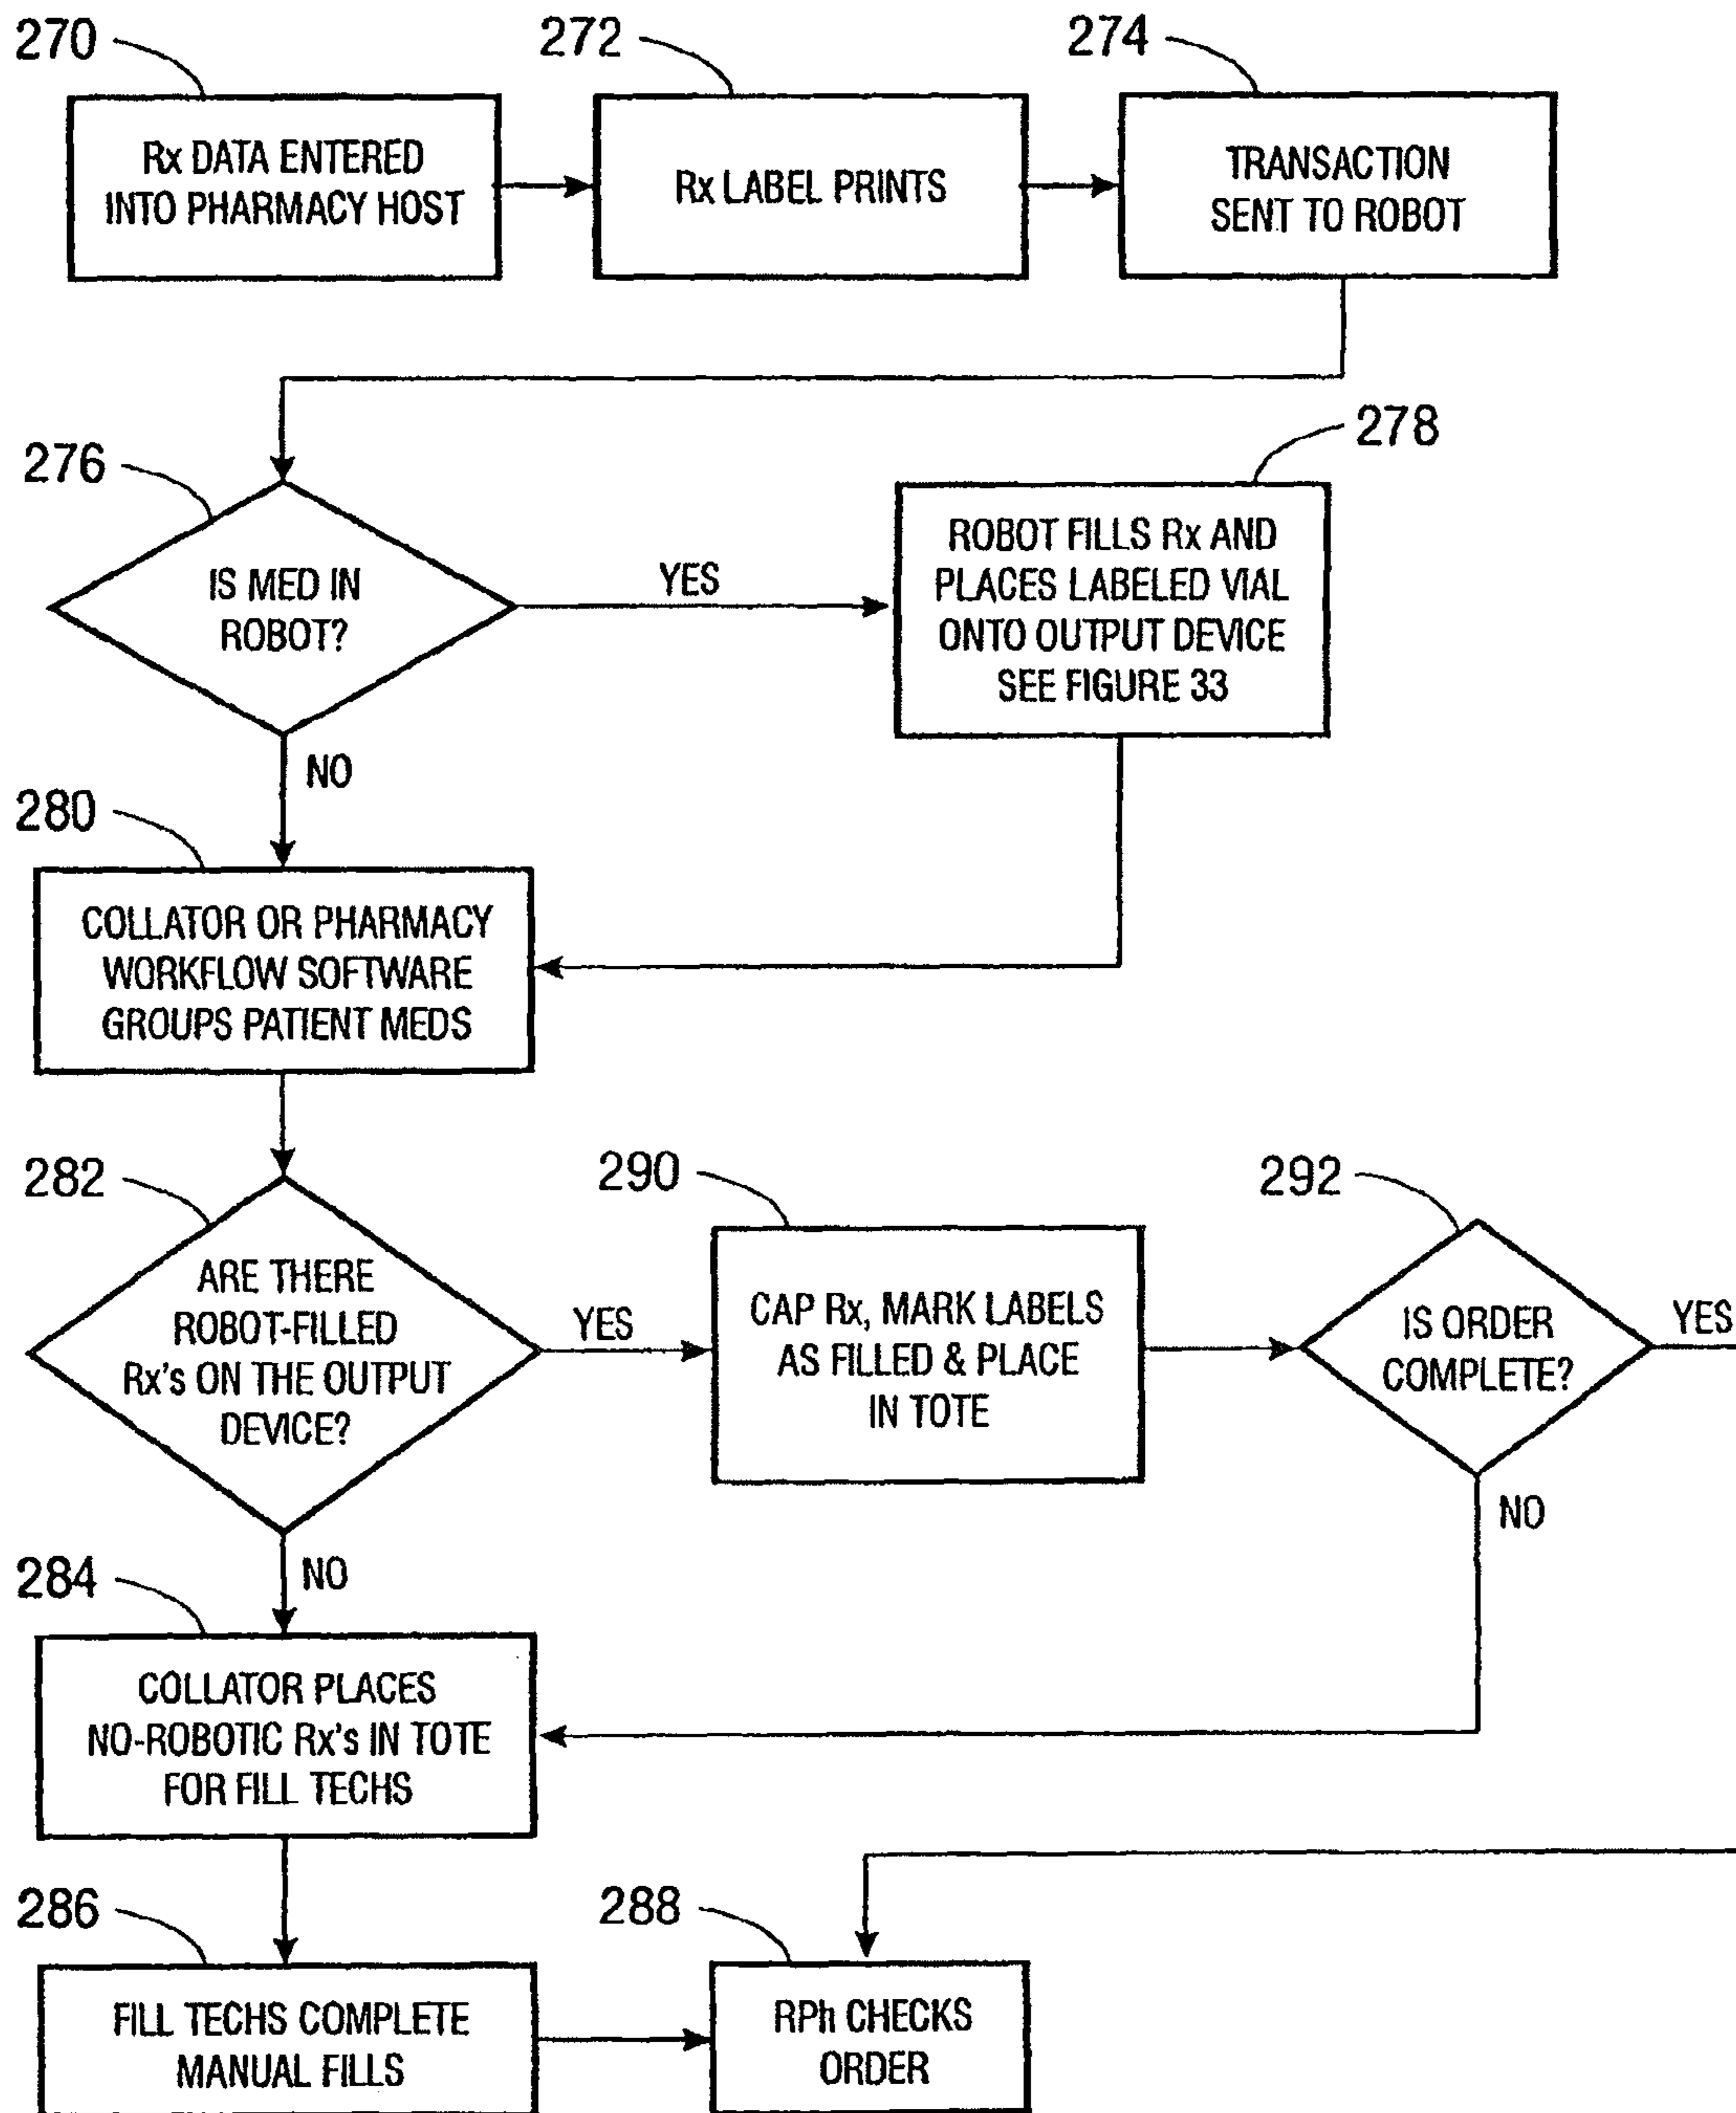 270
272
274
Rx DATA ENTERED
INTO PHARMACY HOST
Rx LABEL PRINTS
TRANSACTION
SENT TO ROBOT
276
278
IS MED IN
ROBOT?
YES
ROBOT FILLS Rx AND
PLACES LABELED VIAL
ONTO OUTPUT DEVICE
SEE FIGURE 33
NO
280
COLLATOR OR PHARMACY
WORKFLOW SOFTWARE
GROUPS PATIENT MEDS
282
290
292
ARE THERE
ROBOT-FILLED
Rx's ON THE OUTPUT
DEVICE?
YES
CAP Rx, MARK LABELS
AS FILLED & PLACE
IN TOTE
IS ORDER
COMPLETE?
YES
NO
NO
284
COLLATOR PLACES
NO-ROBOTIC Rx's IN TOTE
FOR FILL TECHS
286
288
FILL TECHS COMPLETE
MANUAL FILLS
RPh CHECKS
ORDER